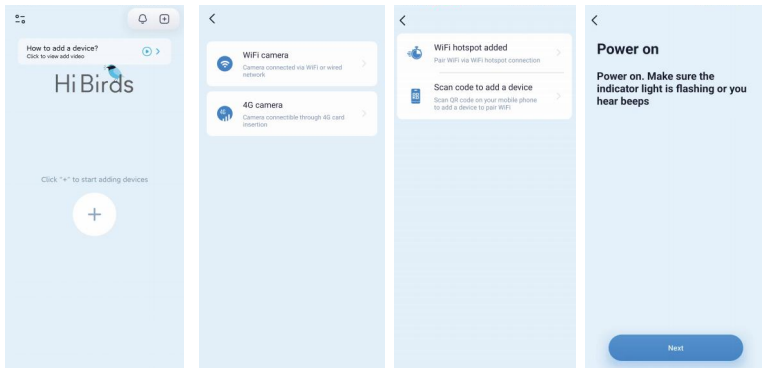 How to add a device?
Click to view add video
Hi Birds
Click "+" to start adding devices
WiFi camera
Camera connected via WiFi or wired
network
4G
4G camera
Camera connectible through 4G card
insertion
WiFi hotspot added
Pair WiFi via WiFi hotspot connection
Scan code to add a device
Scan QR code on your mobile phone
to add a device to pair WiFi
Power on
Power on. Make sure the
indicator light is flashing or you
hear beeps
Next